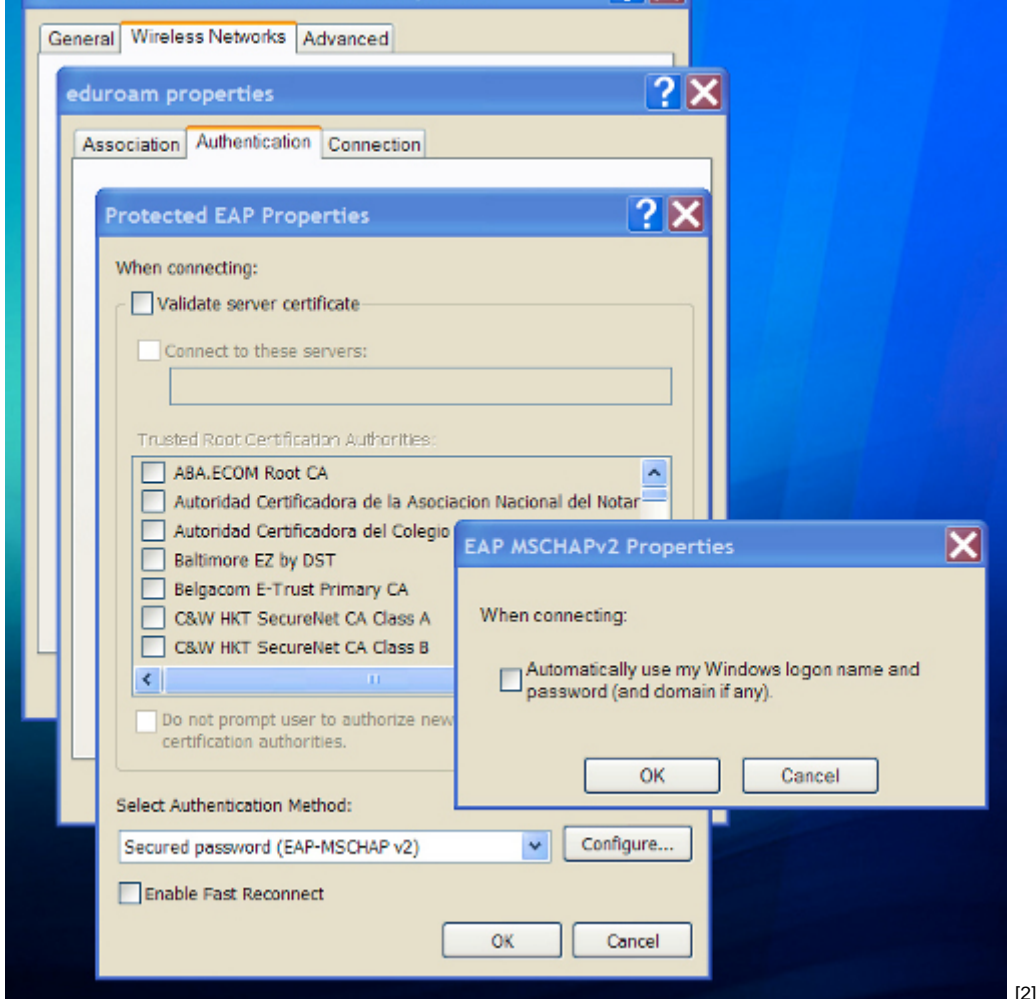 General Wireless Networks Advanced
eduroam properties
Association Authentication Connection
Protected EAP Properties
When connecting:
Validate server certificate
Connect to these servers:
Trusted Root Certification Authorities:
ABA.ECOM Root CA
Autoridad Certificadora de la Asociacion Nacional del Notar
Autoridad Certificadora del Colegio
Baltimore EZ by DST
Belgacom E-Trust Primary CA
C&W HKT SecureNet CA Class A
C&W HKT SecureNet CA Class B
Do not prompt user to authorize new
certification authorities.
Select Authentication Method:
Secured password (EAP-MSCHAP v2)
Configure...
Enable Fast Reconnect
OK Cancel
EAP MSCHAPv2 Properties
When connecting:
Automatically use my Windows logon name and
password (and domain if any).
OK Cancel
[2]